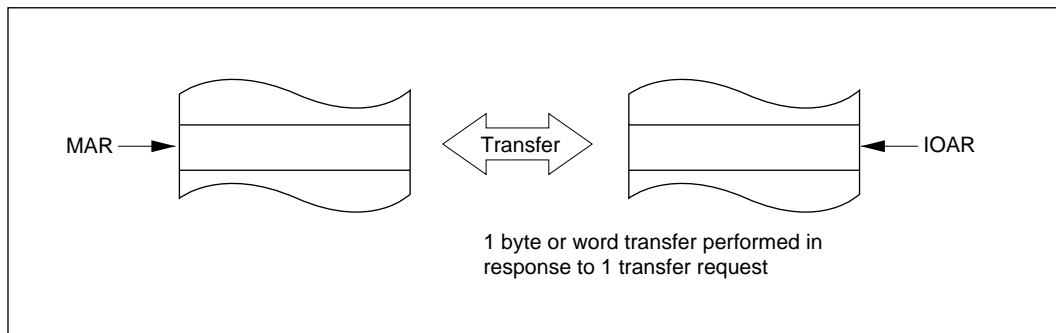 MAR
Transfer
IOAR
1 byte or word transfer performed in
response to 1 transfer request